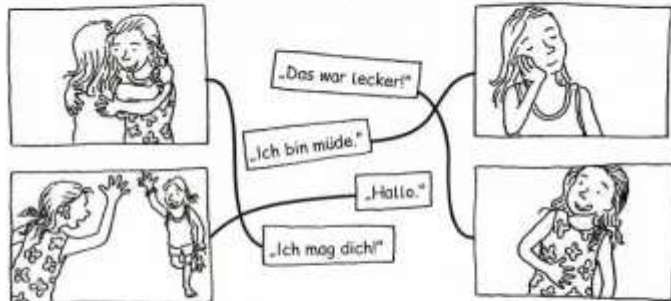 „Das war lecker!"
„Ich bin müde."
„Hallo."
„Ich mag dich!"